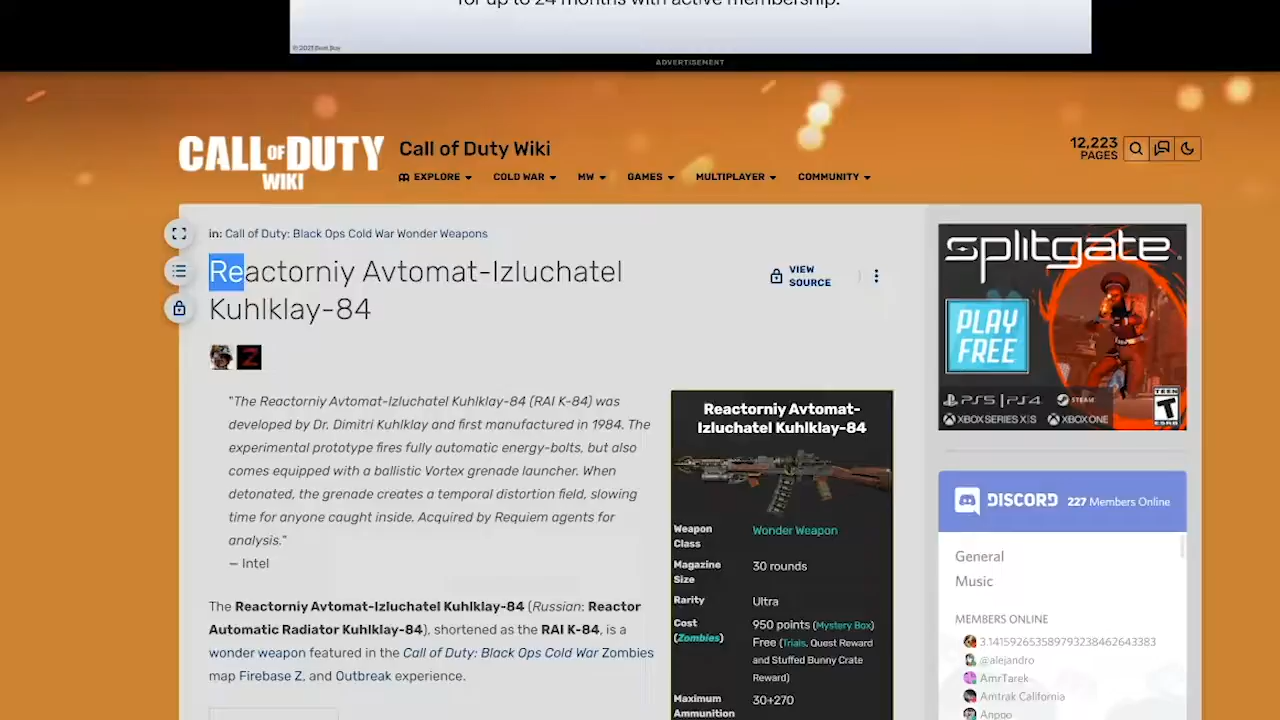 for up to 24 months with active membership.
© 2021 Best Buy
ADVERTISEMENT
CALL OF DUTY
WIKI
Call of Duty Wiki
12,223
PAGES
EXPLORE
COLD WAR
MW
GAMES
MULTIPLAYER
COMMUNITY
in: Call of Duty: Black Ops Cold War Wonder Weapons
Reactorniy Avtomat-Izluchatel
Kuhlklay-84
VIEW
SOURCE
"The Reactorniy Avtomat-Izluchatel Kuhlklay-84 (RAI K-84) was
developed by Dr. Dimitri Kuhlklay and first manufactured in 1984. The
experimental prototype fires fully automatic energy-bolts, but also
comes equipped with a ballistic Vortex grenade launcher. When
detonated, the grenade creates a temporal distortion field, slowing
time for anyone caught inside. Acquired by Requiem agents for
analysis."
— Intel
The Reactorniy Avtomat-Izluchatel Kuhlklay-84 (Russian: Reactor
Automatic Radiator Kuhlklay-84), shortened as the RAI K-84, is a
wonder weapon featured in the Call of Duty: Black Ops Cold War Zombies
map Firebase Z, and Outbreak experience.
Reactorniy Avtomat-
Izluchatel Kuhlklay-84
Weapon
Class
Wonder Weapon
Magazine
Size
30 rounds
Rarity
Ultra
Cost
(Zombies)
950 points (Mystery Box)
Free (Trials, Quest Reward
and Stuffed Bunny Crate
Reward)
Maximum
Ammunition
30+270
splitgate
PLAY
FREE
PS5 | PS4
STEAM
XBOX SERIES X|S
XBOX ONE
TEEN
T
ESRB
DISCORD 227 Members Online
General
Music
MEMBERS ONLINE
3.141592653589793238462643383
@alejandro
AmrTarek
Amtrak California
Anpoo